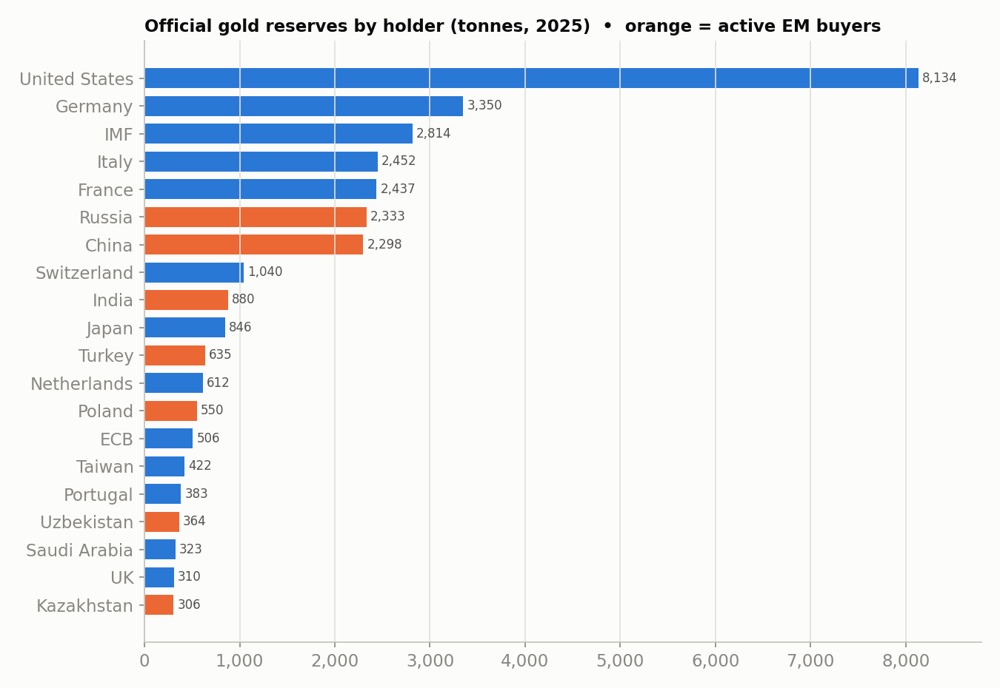 Official gold reserves by holder (tonnes, 2025)  •  orange = active EM buyers
United States 8,134
Germany 3,350
IMF 2,814
Italy 2,452
France 2,437
Russia 2,333
China 2,298
Switzerland 1,040
India 880
Japan 846
Turkey 635
Netherlands 612
Poland 550
ECB 506
Taiwan 422
Portugal 383
Uzbekistan 364
Saudi Arabia 323
UK 310
Kazakhstan 306
0 1,000 2,000 3,000 4,000 5,000 6,000 7,000 8,000